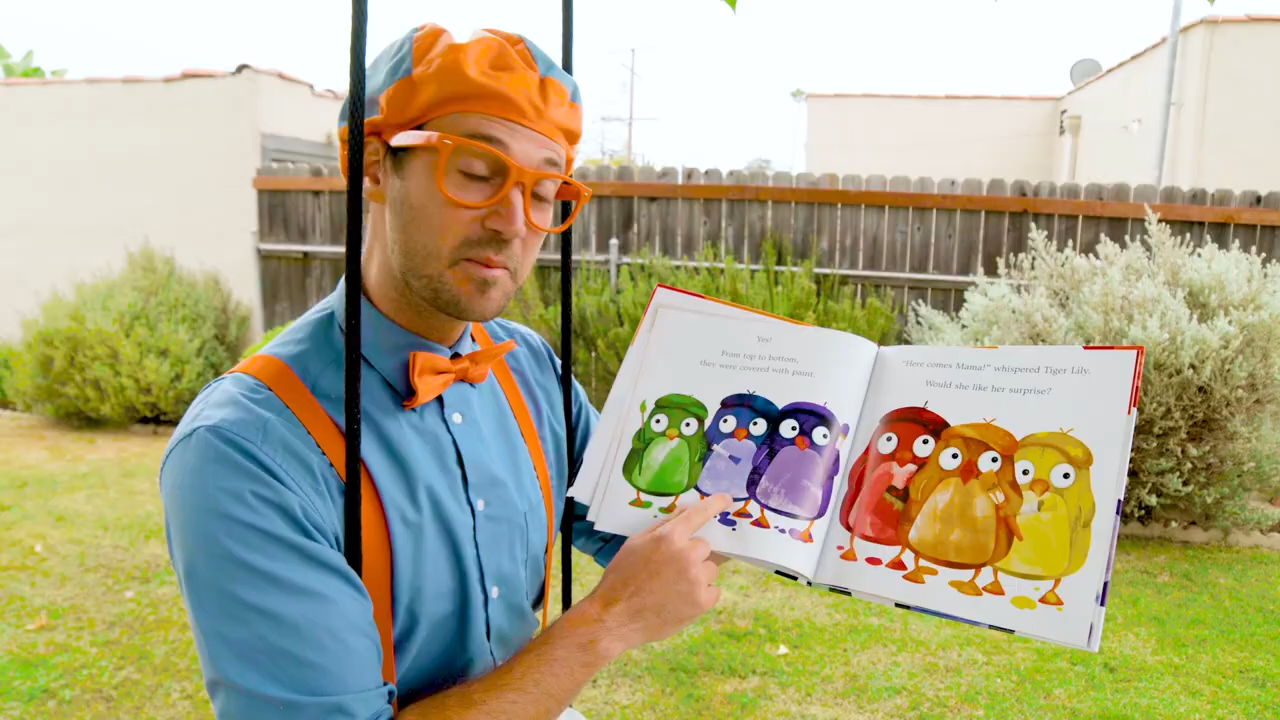 Yes!
From top to bottom,
they were covered with paint.
"Here comes Mama!" whispered Tiger Lily.
Would she like her surprise?